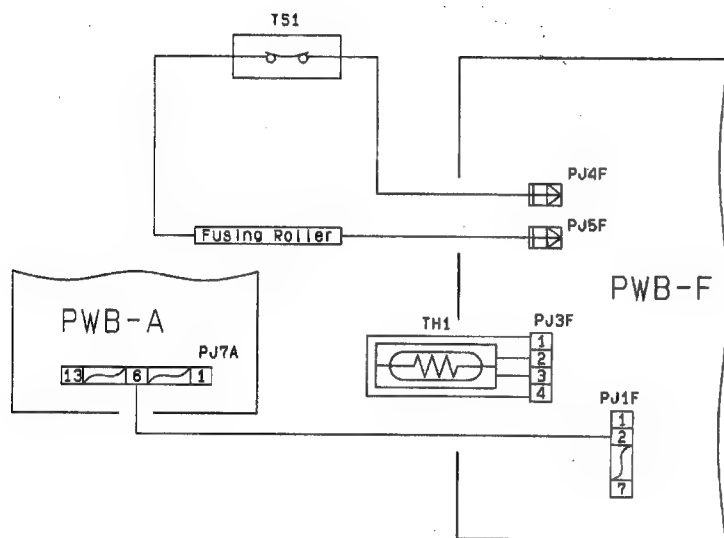 TS1
PJ4F
PJ5F
Fusing Roller
PWB-F
PWB-A
PJ7A
13 6 1
TH1
PJ3F
1
2
3
4
PJ1F
1
2
7